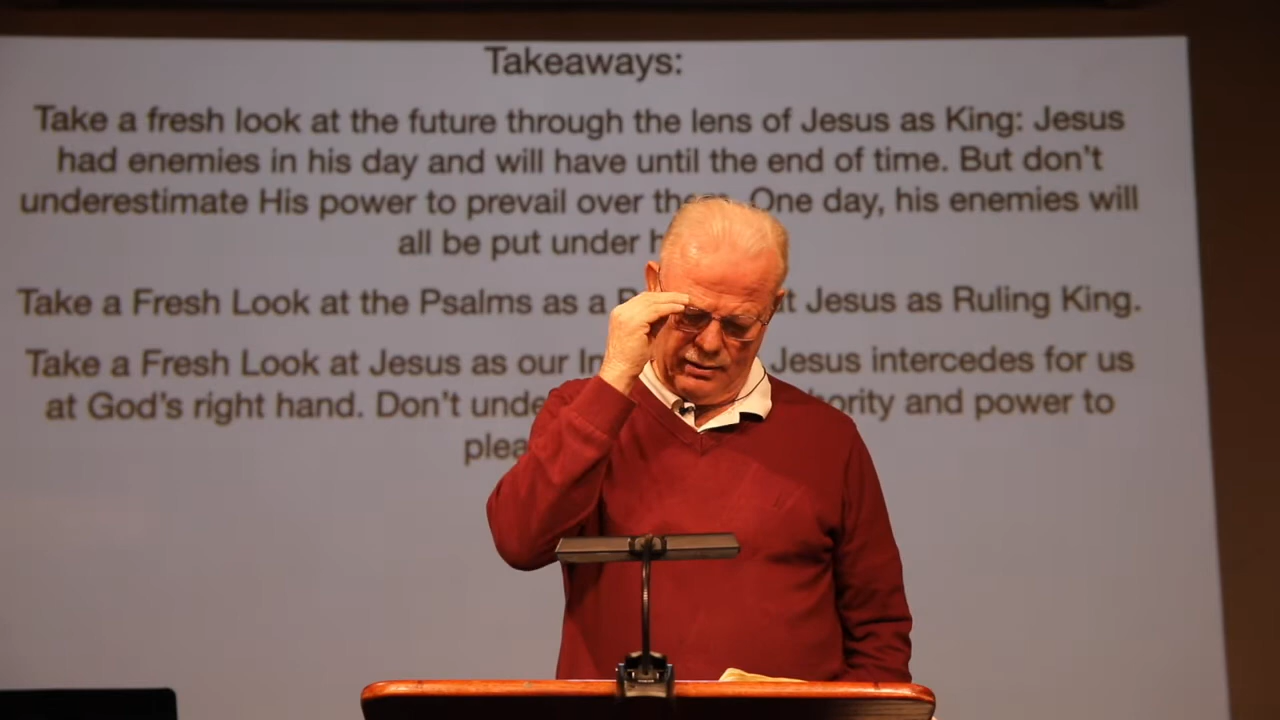 Takeaways:
Take a fresh look at the future through the lens of Jesus as King: Jesus
had enemies in his day and will have until the end of time. But don't
underestimate His power to prevail over One day, his enemies will
all be put under
Take a Fresh Look at the Psalms as a Jesus as Ruling King.
Take a Fresh Look at Jesus as our Jesus intercedes for us
at God's right hand. Don't and power to